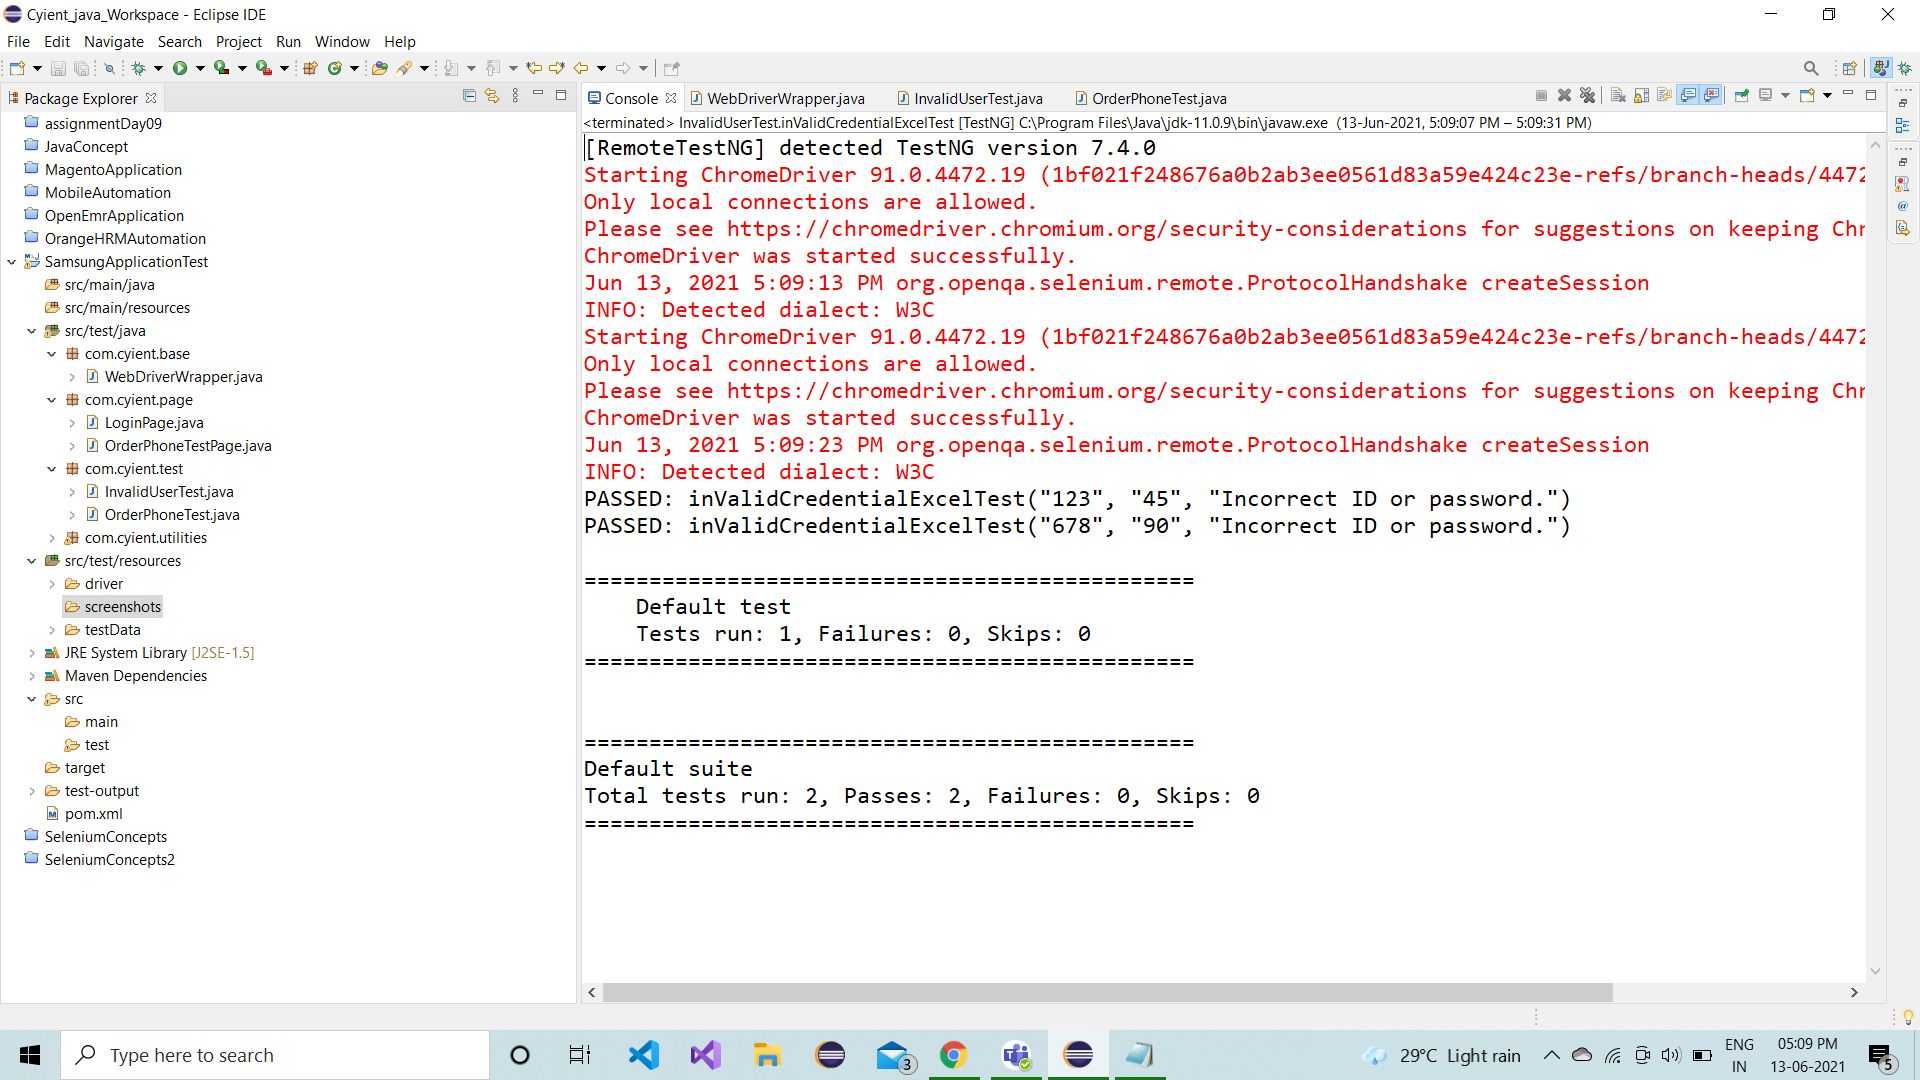 Cyient_java_Workspace - Eclipse IDE
File Edit Navigate Search Project Run Window Help
Package Explorer
assignmentDay09
JavaConcept
MagentoApplication
MobileAutomation
OpenEmrApplication
OrangeHRMAutomation
SamsungApplicationTest
src/main/java
src/main/resources
src/test/java
com.cyient.base
WebDriverWrapper.java
com.cyient.page
LoginPage.java
OrderPhoneTestPage.java
com.cyient.test
InvalidUserTest.java
OrderPhoneTest.java
com.cyient.utilities
src/test/resources
driver
screenshots
testData
JRE System Library [J2SE-1.5]
Maven Dependencies
src
main
test
target
test-output
pom.xml
SeleniumConcepts
SeleniumConcepts2
Console WebDriverWrapper.java InvalidUserTest.java OrderPhoneTest.java
<terminated> InvalidUserTest.inValidCredentialExcelTest [TestNG] C:\Program Files\Java\jdk-11.0.9\bin\javaw.exe (13-Jun-2021, 5:09:07 PM – 5:09:31 PM)
[RemoteTestNG] detected TestNG version 7.4.0
Starting ChromeDriver 91.0.4472.19 (1bf021f248676a0b2ab3ee0561d83a59e424c23e-refs/branch-heads/4472
Only local connections are allowed.
Please see https://chromedriver.chromium.org/security-considerations for suggestions on keeping Chr
ChromeDriver was started successfully.
Jun 13, 2021 5:09:13 PM org.openqa.selenium.remote.ProtocolHandshake createSession
INFO: Detected dialect: W3C
Starting ChromeDriver 91.0.4472.19 (1bf021f248676a0b2ab3ee0561d83a59e424c23e-refs/branch-heads/4472
Only local connections are allowed.
Please see https://chromedriver.chromium.org/security-considerations for suggestions on keeping Chr
ChromeDriver was started successfully.
Jun 13, 2021 5:09:23 PM org.openqa.selenium.remote.ProtocolHandshake createSession
INFO: Detected dialect: W3C
PASSED: inValidCredentialExcelTest("123", "45", "Incorrect ID or password.")
PASSED: inValidCredentialExcelTest("678", "90", "Incorrect ID or password.")
===============================================
Default test
Tests run: 1, Failures: 0, Skips: 0
===============================================
===============================================
Default suite
Total tests run: 2, Passes: 2, Failures: 0, Skips: 0
===============================================
Type here to search
3
29°C Light rain
ENG
IN
05:09 PM
13-06-2021
5